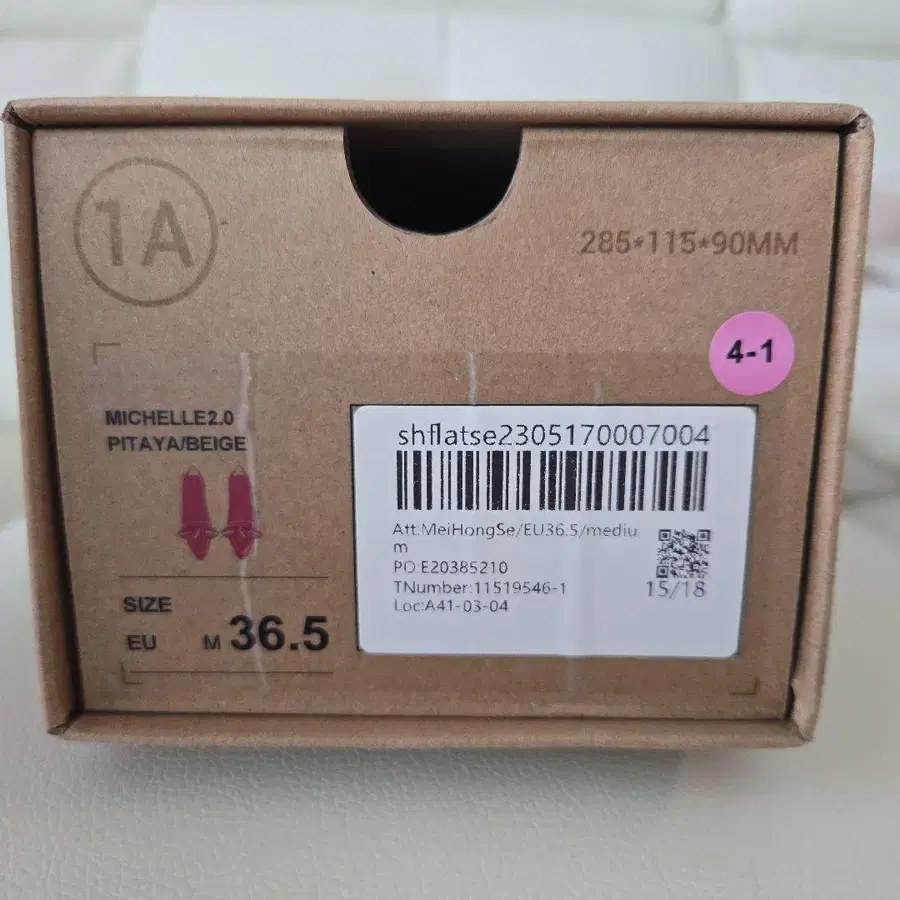 1A
285*115*90MM
4-1
MICHELLE2.0
PITAYA/BEIGE
SIZE
EU M 36.5
shflatse2305170007004
Att:MeiHongSe/EU36.5/mediu
m
PO:E20385210
TNumber:11519546-1
15/18
Loc:A41-03-04